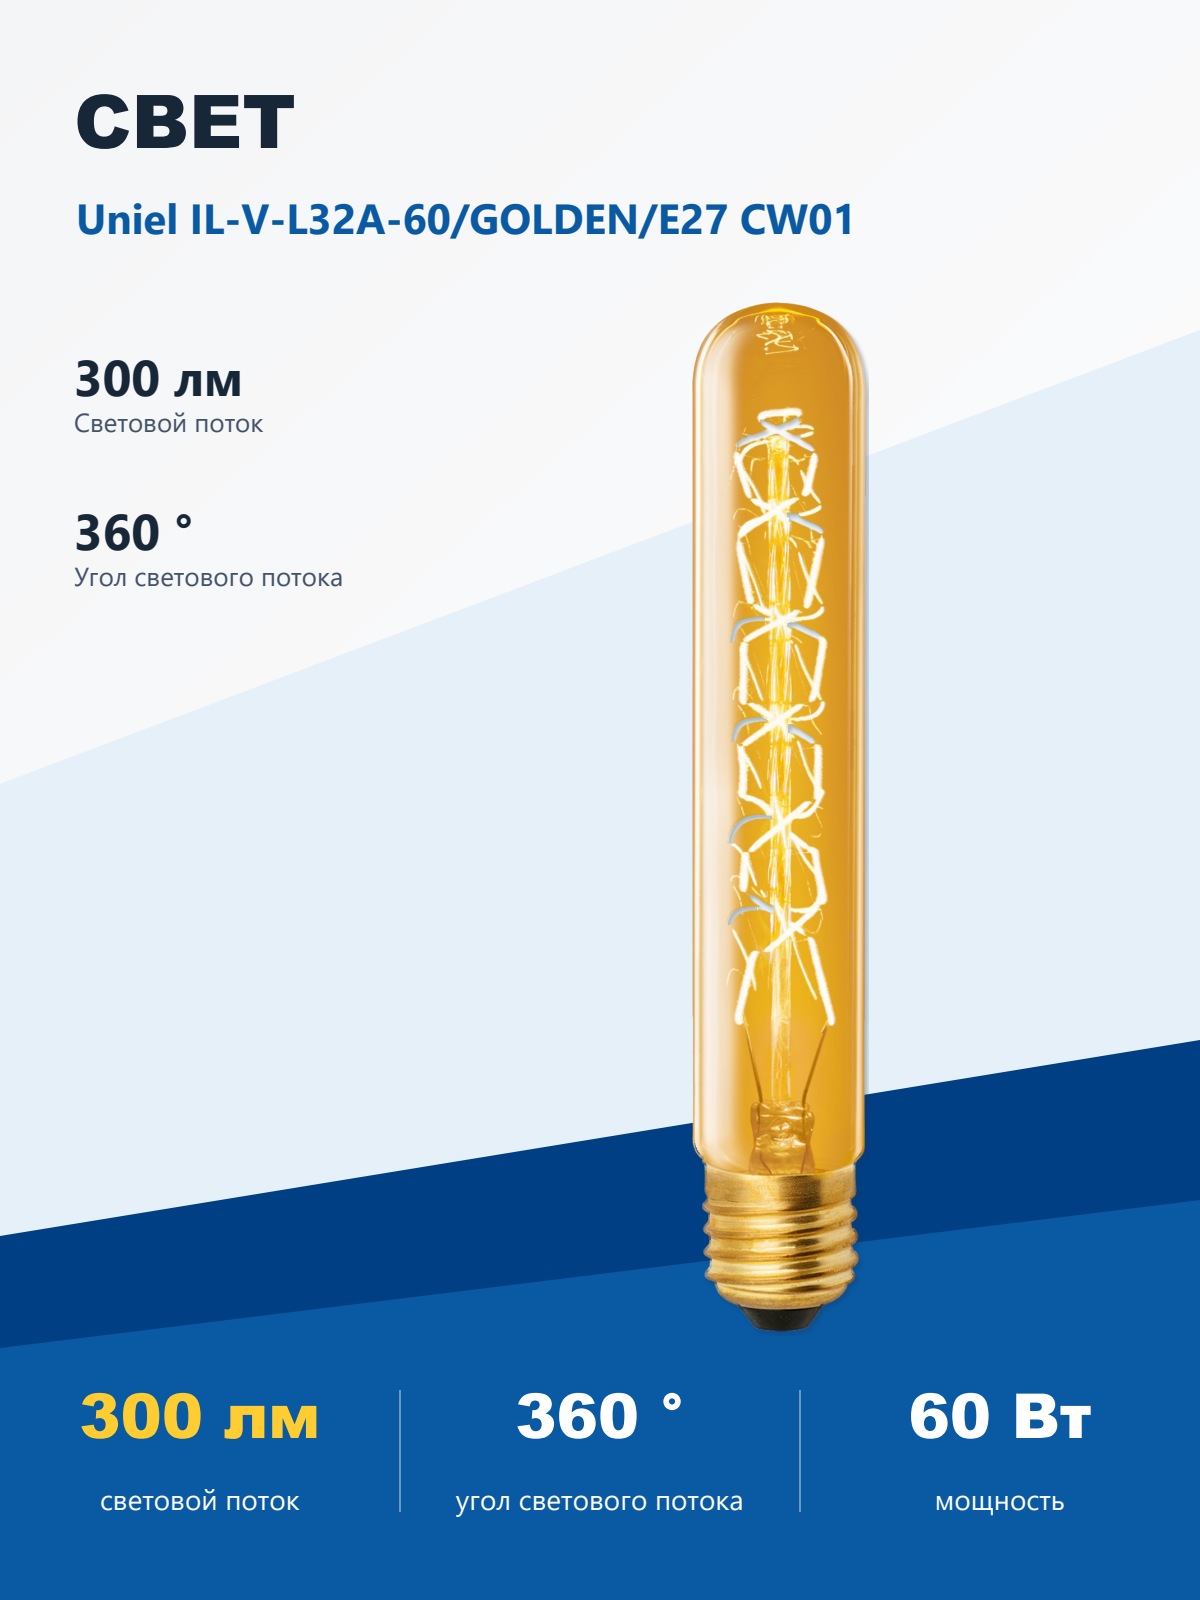 СВЕТ
Uniel IL-V-L32A-60/GOLDEN/E27 CW01
300 лм
Световой поток
360 °
Угол светового потока
300 лм
световой поток
360 °
угол светового потока
60 Вт
мощность